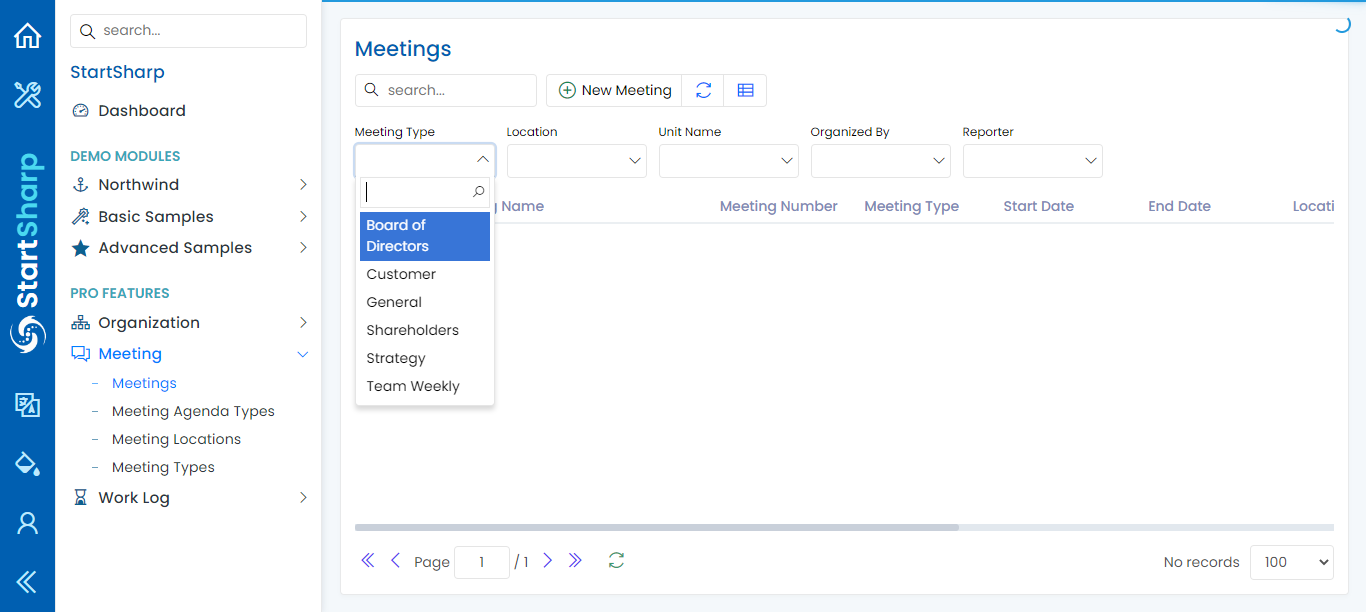 StartSharp
search...
StartSharp
Dashboard
DEMO MODULES
Northwind
Basic Samples
Advanced Samples
PRO FEATURES
Organization
Meeting
Meetings
Meeting Agenda Types
Meeting Locations
Meeting Types
Work Log
Meetings
search...
New Meeting
Meeting Type
Location
Unit Name
Organized By
Reporter
Board of
Directors
Customer
General
Shareholders
Strategy
Team Weekly
g Name
Meeting Number
Meeting Type
Start Date
End Date
Locati
Page 1 / 1
No records
100